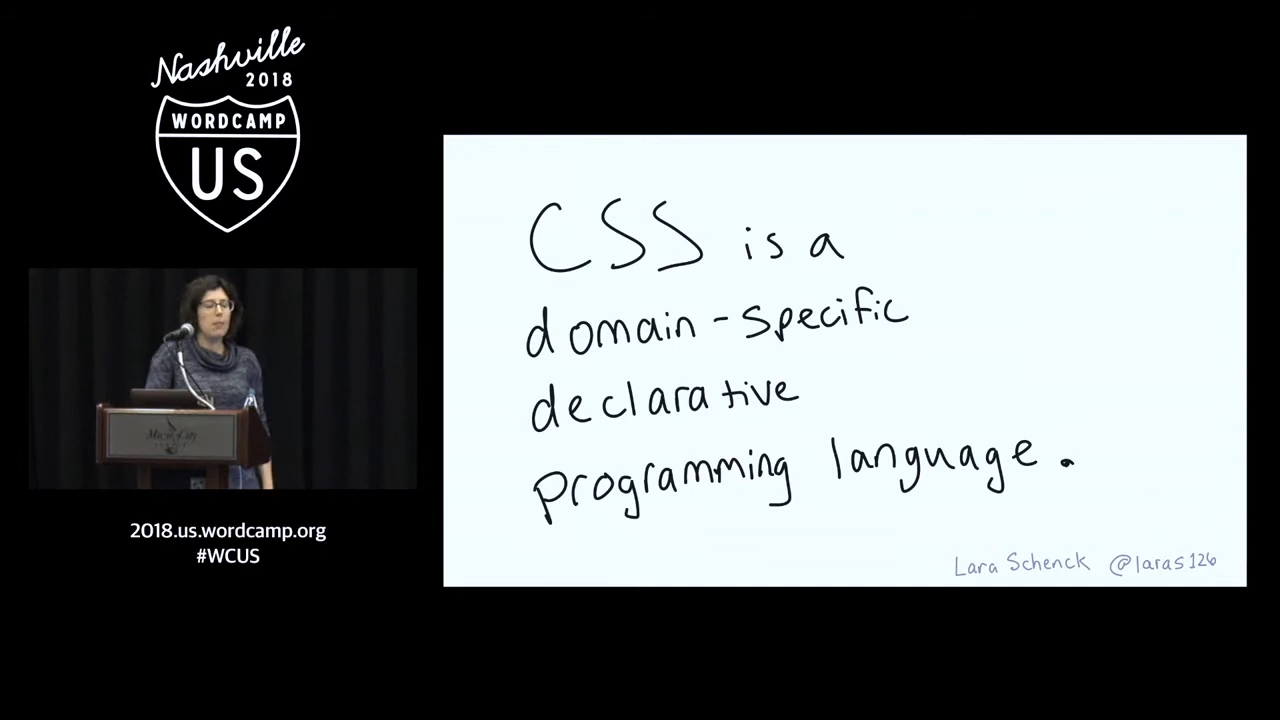 Nashville
2018
WORDCAMP
US
2018.us.wordcamp.org
#WCUS
CSS is a
domain-specific
declarative
programming language.
Lara Schenck @laras126